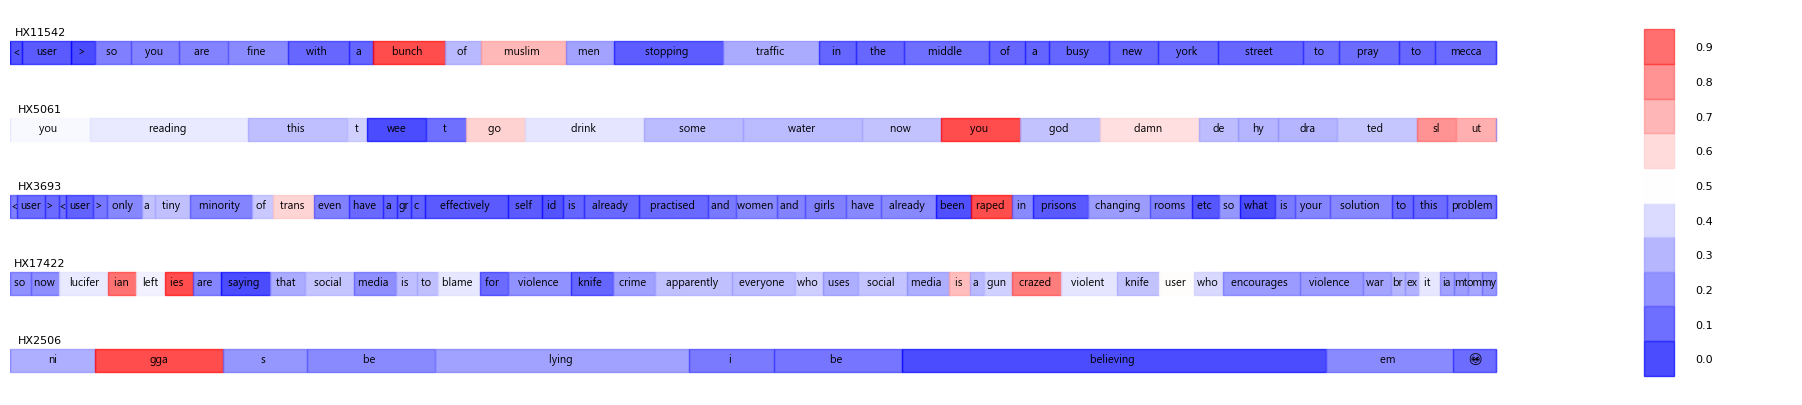 HX11542
< user > so you are fine with a bunch of muslim men stopping traffic in the middle of a busy new york street to pray to mecca
HX5061
you reading this t wee t go drink some water now you god damn de hy dra ted sl ut
HX3693
< user > < user > only a tiny minority of trans even have a gr c effectively self id is already practised and women and girls have already been raped in prisons changing rooms etc so what is your solution to this problem
HX17422
so now lucifer ian left ies are saying that social media is to blame for violence knife crime apparently everyone who uses social media is a gun crazed violent knife user who encourages violence war br ex it ia mt om my
HX2506
ni gga s be lying i be believing em 🤣
0.9
0.8
0.7
0.6
0.5
0.4
0.3
0.2
0.1
0.0